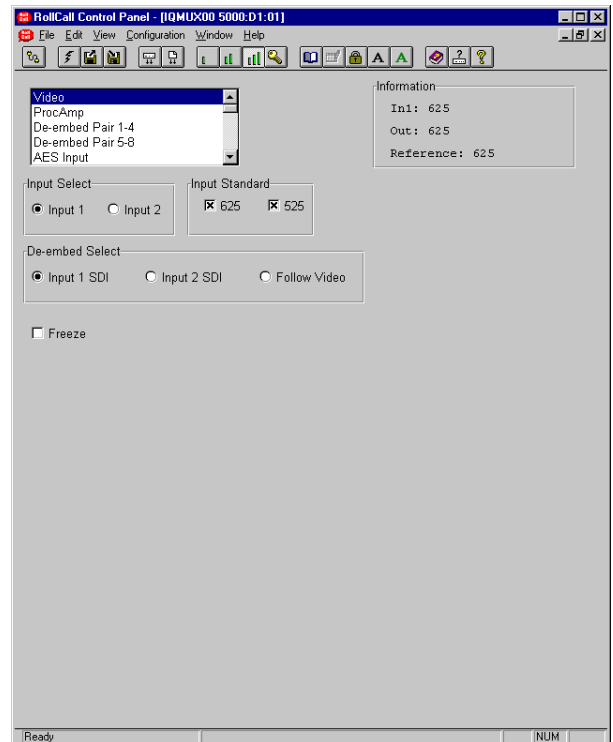 RollCall Control Panel - [IQMUX00 5000:D1:01]
File Edit View Configuration Window Help
A A ?
Video
ProcAmp
De-embed Pair 1-4
De-embed Pair 5-8
AES Input
Information
In1: 625
Out: 625
Reference: 625
Input Select
Input 1 Input 2
Input Standard
625 525
De-embed Select
Input 1 SDI Input 2 SDI Follow Video
Freeze
Ready NUM